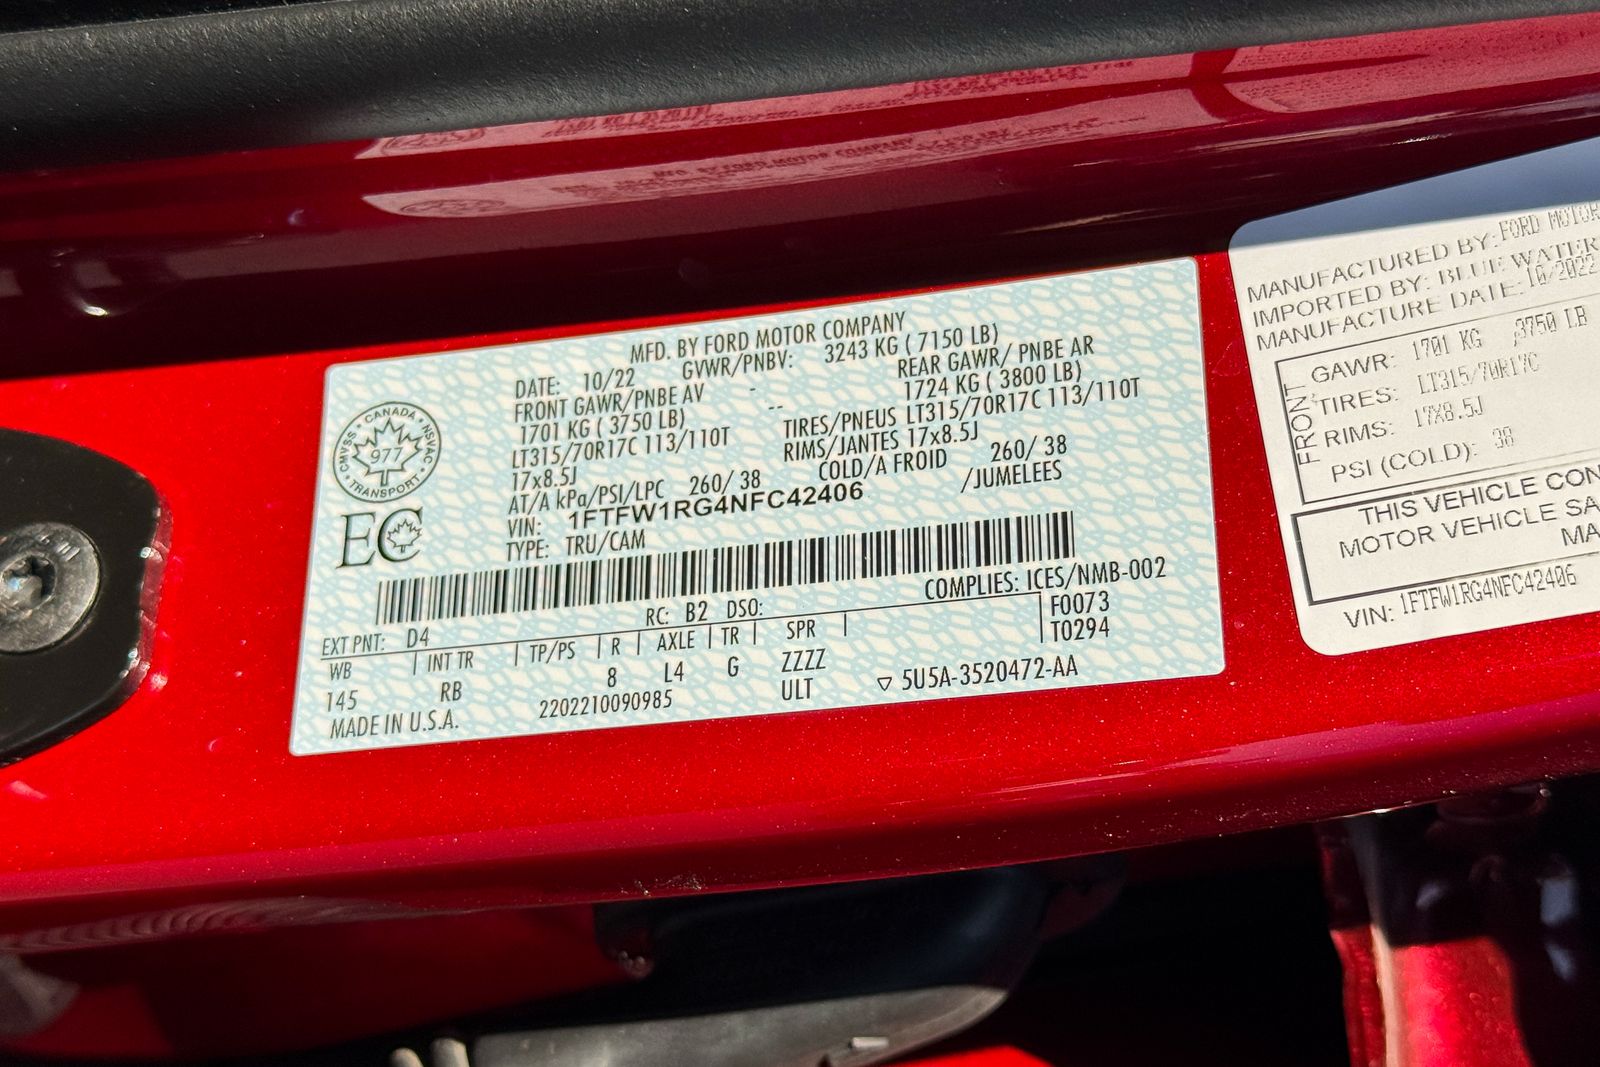 MFD. BY FORD MOTOR COMPANY
DATE: 10/22 GVWR/PNBV: 3243 KG ( 7150 LB)
FRONT GAWR/PNBE AV - REAR GAWR/ PNBE AR
1701 KG ( 3750 LB) -- 1724 KG ( 3800 LB)
LT315/70R17C 113/110T TIRES/PNEUS LT315/70R17C 113/110T
17x8.5J RIMS/JANTES 17x8.5J
AT/A kPa/PSI/LPC 260/ 38 COLD/A FROID 260/ 38
VIN: 1FTFW1RG4NFC42406 /JUMELEES
TYPE: TRU/CAM
CANADA
CMVSS NSVAC
977
TRANSPORT
EC
COMPLIES: ICES/NMB-002
EXT PNT: D4 RC: B2 DSO: F0073
WB INT TR TP/PS R AXLE TR SPR T0294
145 RB 8 L4 G ZZZZ
MADE IN U.S.A. 2202210090985 ULT ▽ 5U5A-3520472-AA
MANUFACTURED BY: FORD MOTOR
IMPORTED BY: BLUE WATER
MANUFACTURE DATE: 10/2022
FRONT
GAWR: 1701 KG 3750 LB
TIRES: LT315/70R17C
RIMS: 17X8.5J
PSI (COLD): 38
THIS VEHICLE CON
MOTOR VEHICLE SA
MA
VIN: 1FTFW1RG4NFC42406